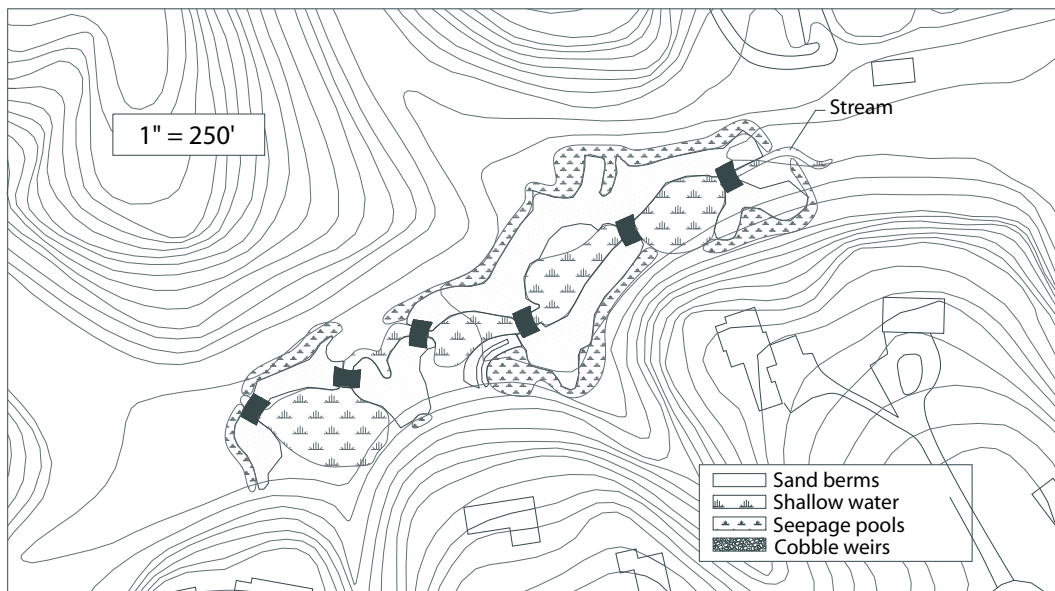 Stream
1" = 250'
Sand berms
Shallow water
Seepage pools
Cobble weirs